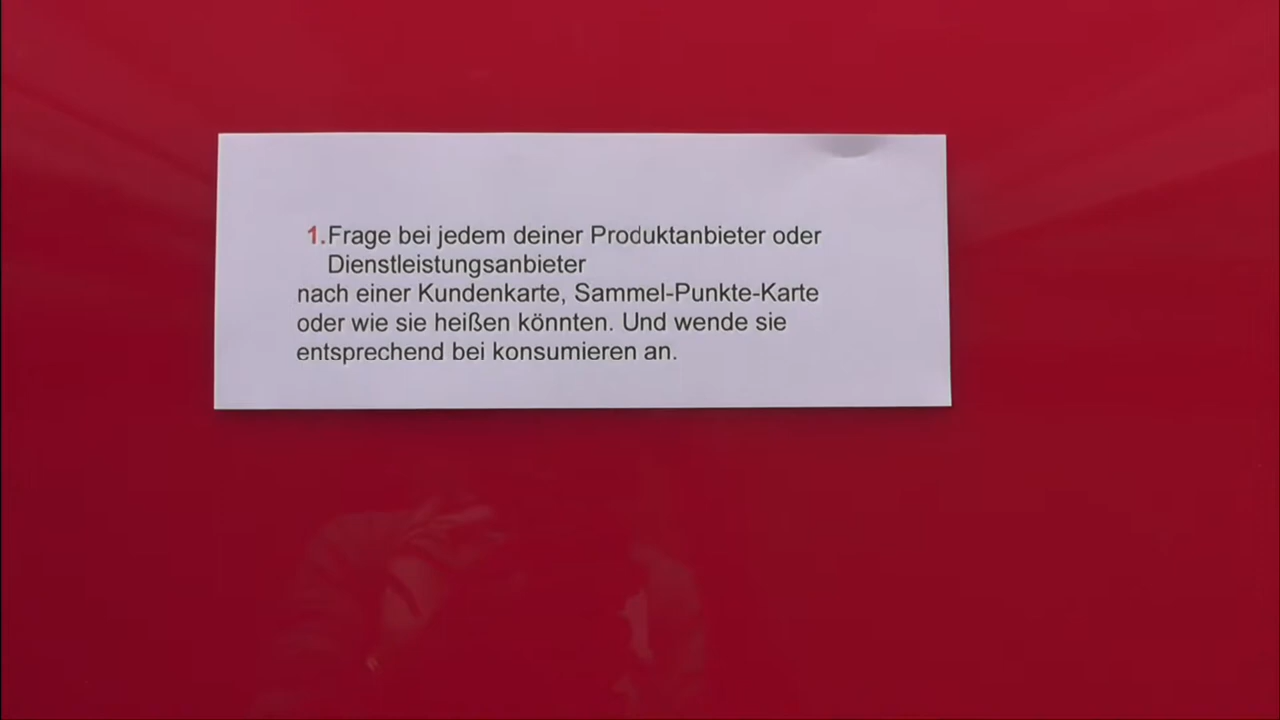 1.Frage bei jedem deiner Produktanbieter oder
Dienstleistungsanbieter
nach einer Kundenkarte, Sammel-Punkte-Karte
oder wie sie heißen könnten. Und wende sie
entsprechend bei konsumieren an.